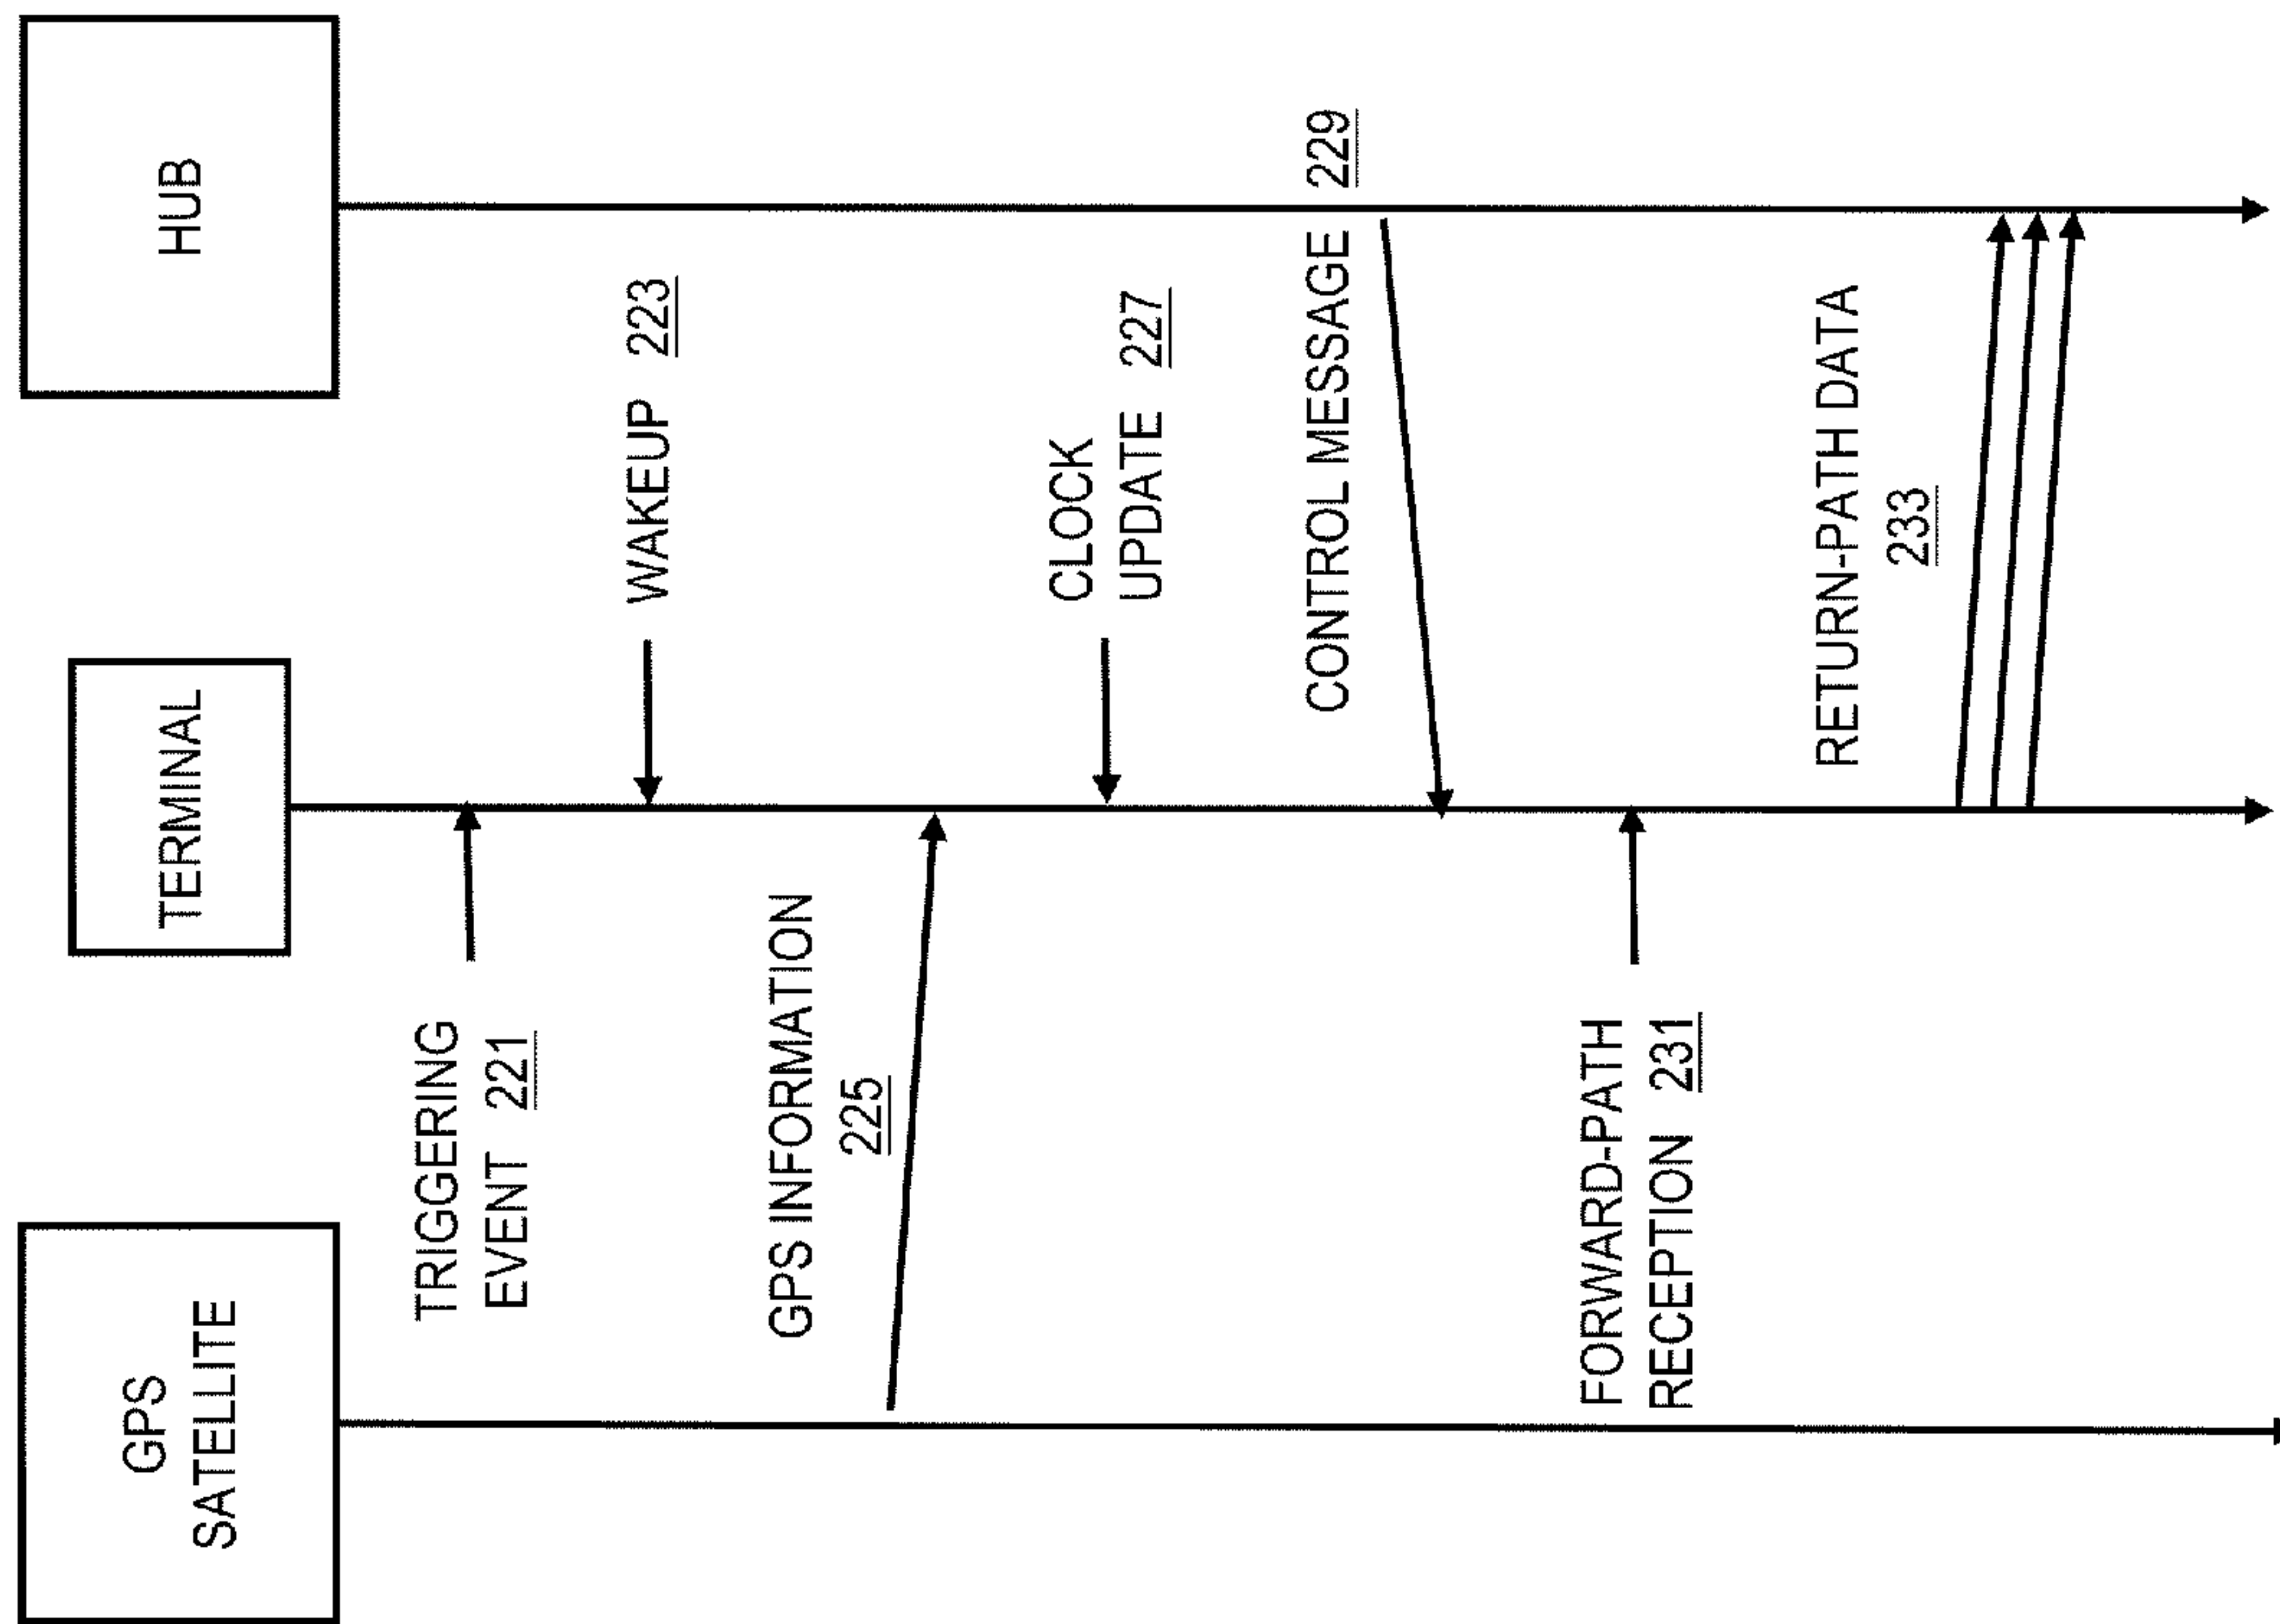 GPS
SATELLITE
TERMINAL
HUB
TRIGGERING
EVENT 221
WAKEUP 223
GPS INFORMATION
225
CLOCK
UPDATE 227
CONTROL MESSAGE 229
FORWARD-PATH
RECEPTION 231
RETURN-PATH DATA
233